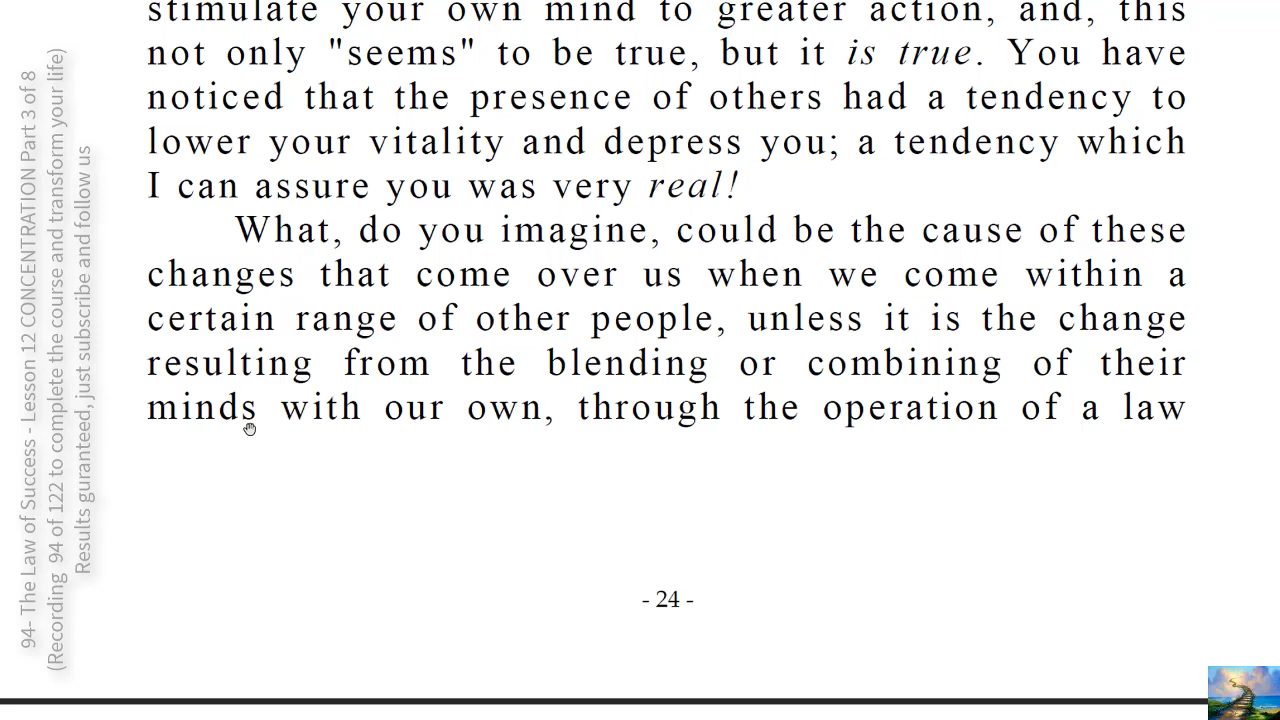 stimulate your own mind to greater action, and, this
not only "seems" to be true, but it is true. You have
noticed that the presence of others had a tendency to
lower your vitality and depress you; a tendency which
I can assure you was very real!
What, do you imagine, could be the cause of these
changes that come over us when we come within a
certain range of other people, unless it is the change
resulting from the blending or combining of their
minds with our own, through the operation of a law
- 24 -
94- The Law of Success - Lesson 12 CONCENTRATION Part 3 of 8
(Recording 94 of 122 to complete the course and transform your life)
Results guranteed, just subscribe and follow us